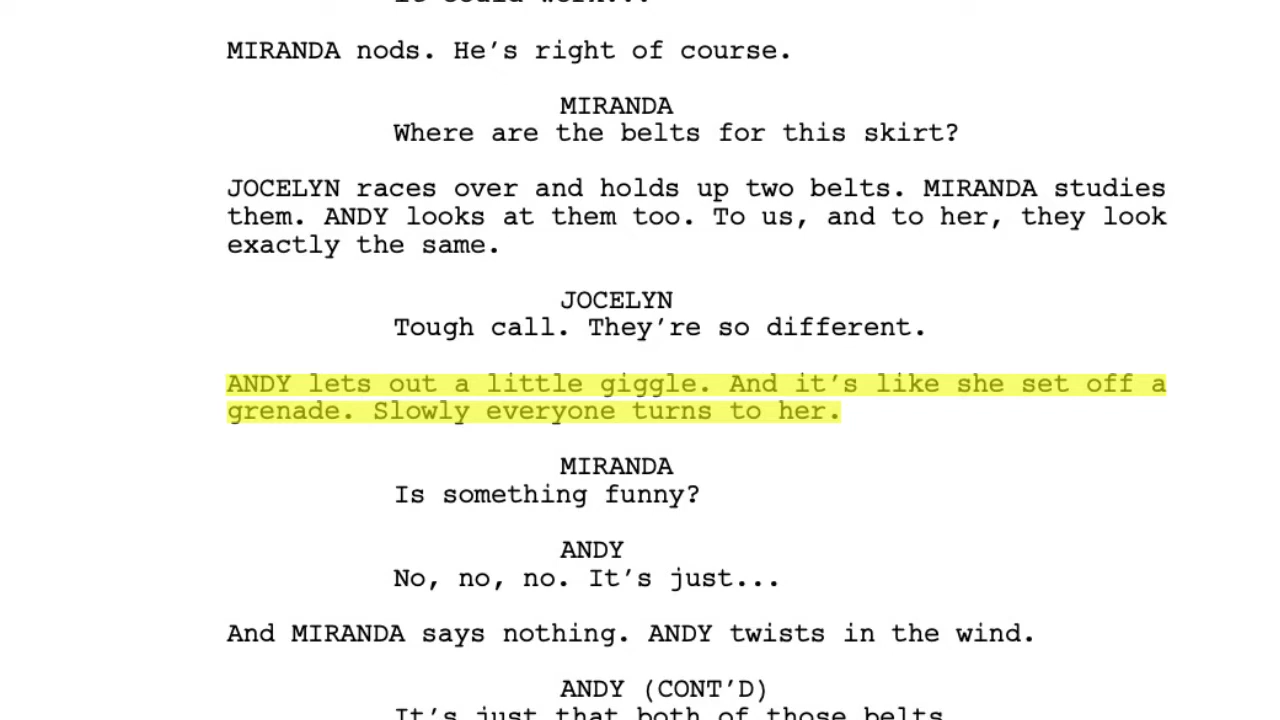 It could work...
MIRANDA nods. He's right of course.
MIRANDA
Where are the belts for this skirt?
JOCELYN races over and holds up two belts. MIRANDA studies
them. ANDY looks at them too. To us, and to her, they look
exactly the same.
JOCELYN
Tough call. They're so different.
ANDY lets out a little giggle. And it's like she set off a
grenade. Slowly everyone turns to her.
MIRANDA
Is something funny?
ANDY
No, no, no. It's just...
And MIRANDA says nothing. ANDY twists in the wind.
ANDY (CONT'D)
It's just that both of those belts